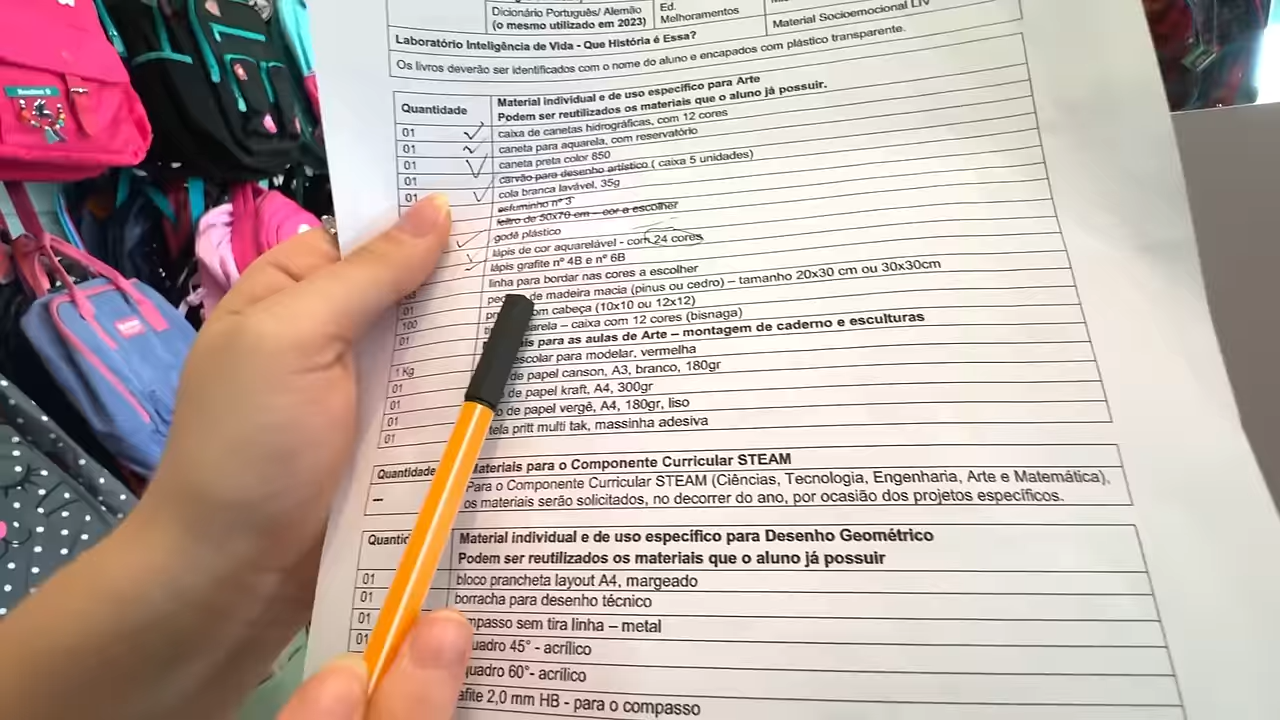 Dicionário Português/ Alemão
(o mesmo utilizado em 2023)
Ed.
Melhoramentos
Material Socioemocional LIV
Laboratório Inteligência de Vida - Que História é Essa?
Os livros deverão ser identificados com o nome do aluno e encapados com plástico transparente.
Quantidade
Material individual e de uso específico para Arte
Podem ser reutilizados os materiais que o aluno já possuir.
01 caixa de canetas hidrográficas, com 12 cores
01 caneta para aquarela, com reservatório
01 caneta preta color 850
01 carvão para desenho artístico ( caixa 5 unidades)
01 cola branca lavável, 35g
esfuminho nº 3
feltro de 50x70 cm – cor a escolher
godê plástico
lápis de cor aquarelável - com 24 cores
lápis grafite nº 4B e nº 6B
linha para bordar nas cores a escolher
de madeira macia (pinus ou cedro) – tamanho 20x30 cm ou 30x30cm
01 com cabeça (10x10 ou 12x12)
100 – caixa com 12 cores (bisnaga)
01 para as aulas de Arte – montagem de caderno e esculturas
escolar para modelar, vermelha
1 Kg de papel canson, A3, branco, 180gr
01 de papel kraft, A4, 300gr
01 de papel vergê, A4, 180gr, liso
01 pritt multi tak, massinha adesiva
01
Quantidade
Materiais para o Componente Curricular STEAM
–
Para o Componente Curricular STEAM (Ciências, Tecnologia, Engenharia, Arte e Matemática),
os materiais serão solicitados, no decorrer do ano, por ocasião dos projetos específicos.
Material individual e de uso específico para Desenho Geométrico
Podem ser reutilizados os materiais que o aluno já possuir
01 bloco prancheta layout A4, margeado
01 borracha para desenho técnico
01 sem tira linha – metal
01 45° - acrílico
60°- acrílico
2,0 mm HB - para o compasso